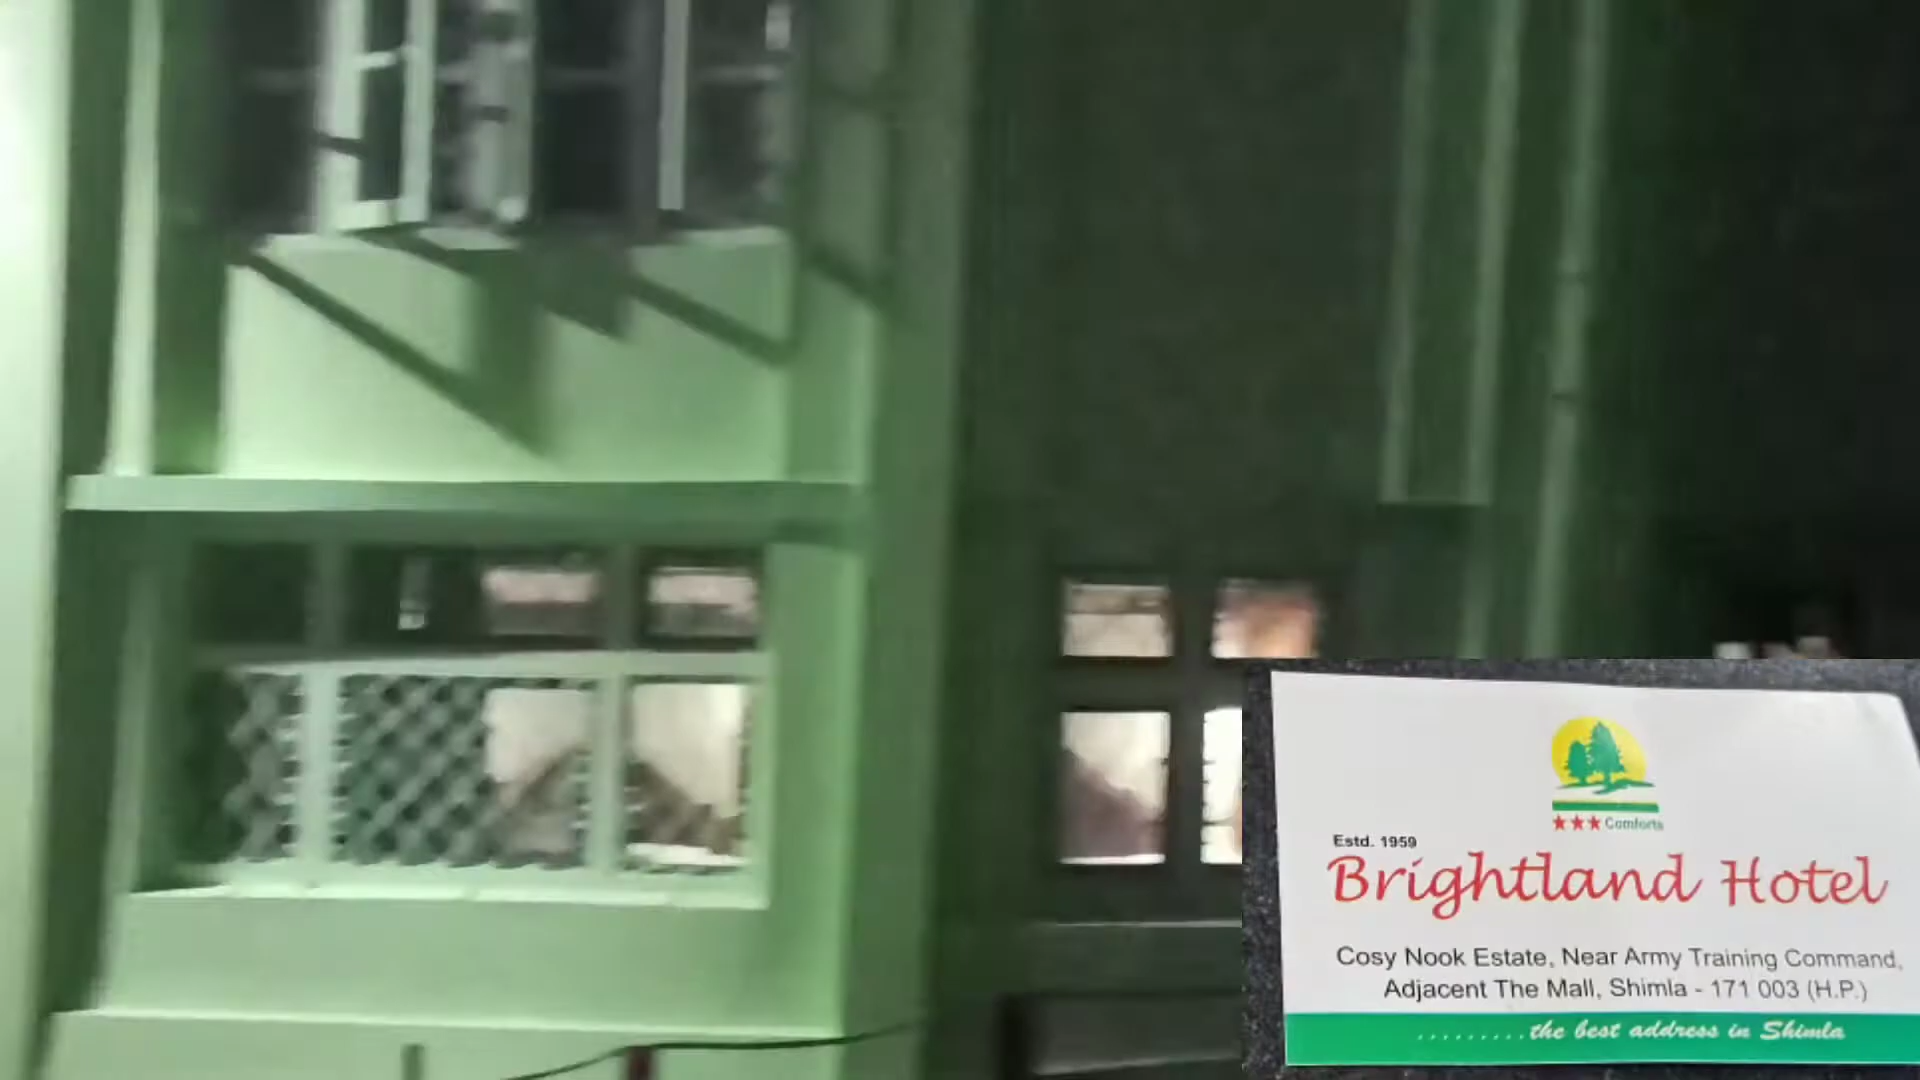 ★★★ Comforts
Estd. 1959
Brightland Hotel
Cosy Nook Estate, Near Army Training Command,
Adjacent The Mall, Shimla - 171 003 (H.P.)
.........the best address in Shimla